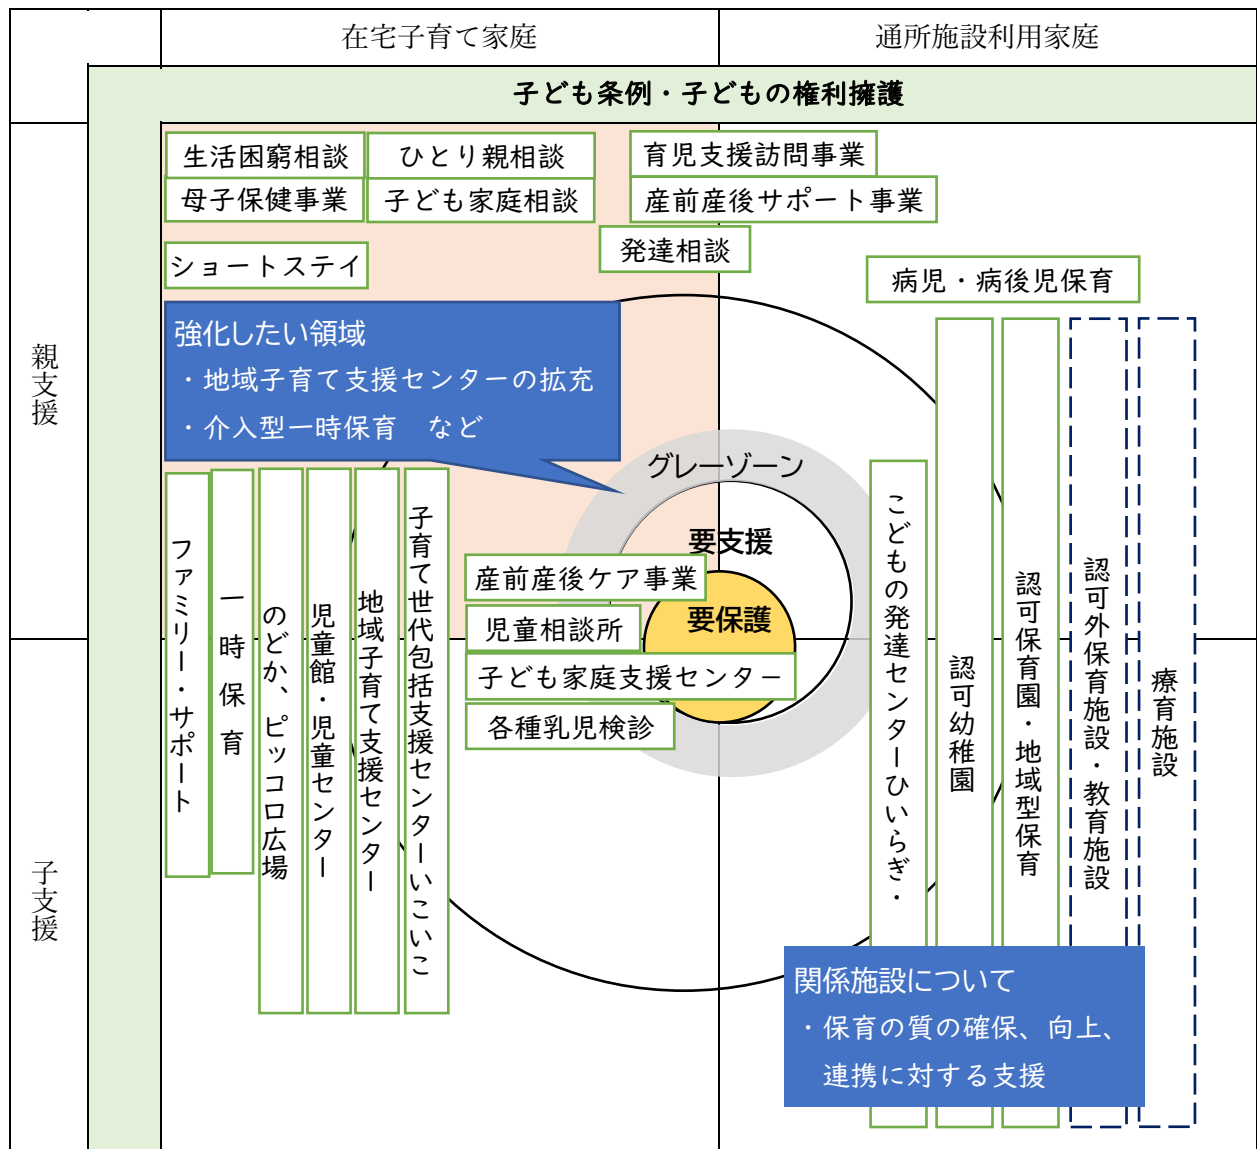 在宅子育て家庭
通所施設利用家庭
子ども条例・子どもの権利擁護
親支援
子支援
生活困窮相談
ひとり親相談
育児支援訪問事業
母子保健事業
子ども家庭相談
産前産後サポート事業
発達相談
ショートステイ
病児・病後児保育
強化したい領域
・地域子育て支援センターの拡充
・介入型一時保育　など
グレーゾーン
要支援
要保護
産前産後ケア事業
児童相談所
子ども家庭支援センター
各種乳児検診
ファミリー・サポート
一時保育
のどか、ピッコロ広場
児童館・児童センター
地域子育て支援センター
子育て世代包括支援センターいこいこ
こどもの発達センターひいらぎ・
認可幼稚園
認可保育園・地域型保育
認可外保育施設・教育施設
療育施設
関係施設について
・保育の質の確保、向上、
連携に対する支援